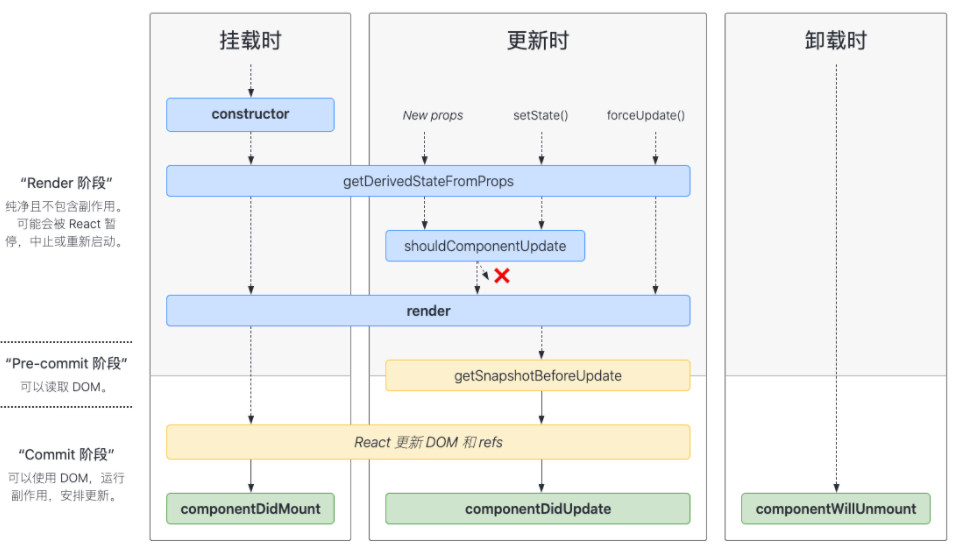 挂载时
更新时
卸载时
constructor
New props
setState()
forceUpdate()
“Render 阶段”
纯净且不包含副作用。
可能会被 React 暂
停，中止或重新启动。
getDerivedStateFromProps
shouldComponentUpdate
render
“Pre-commit 阶段”
可以读取 DOM。
getSnapshotBeforeUpdate
React 更新 DOM 和 refs
“Commit 阶段”
可以使用 DOM，运行
副作用，安排更新。
componentDidMount
componentDidUpdate
componentWillUnmount